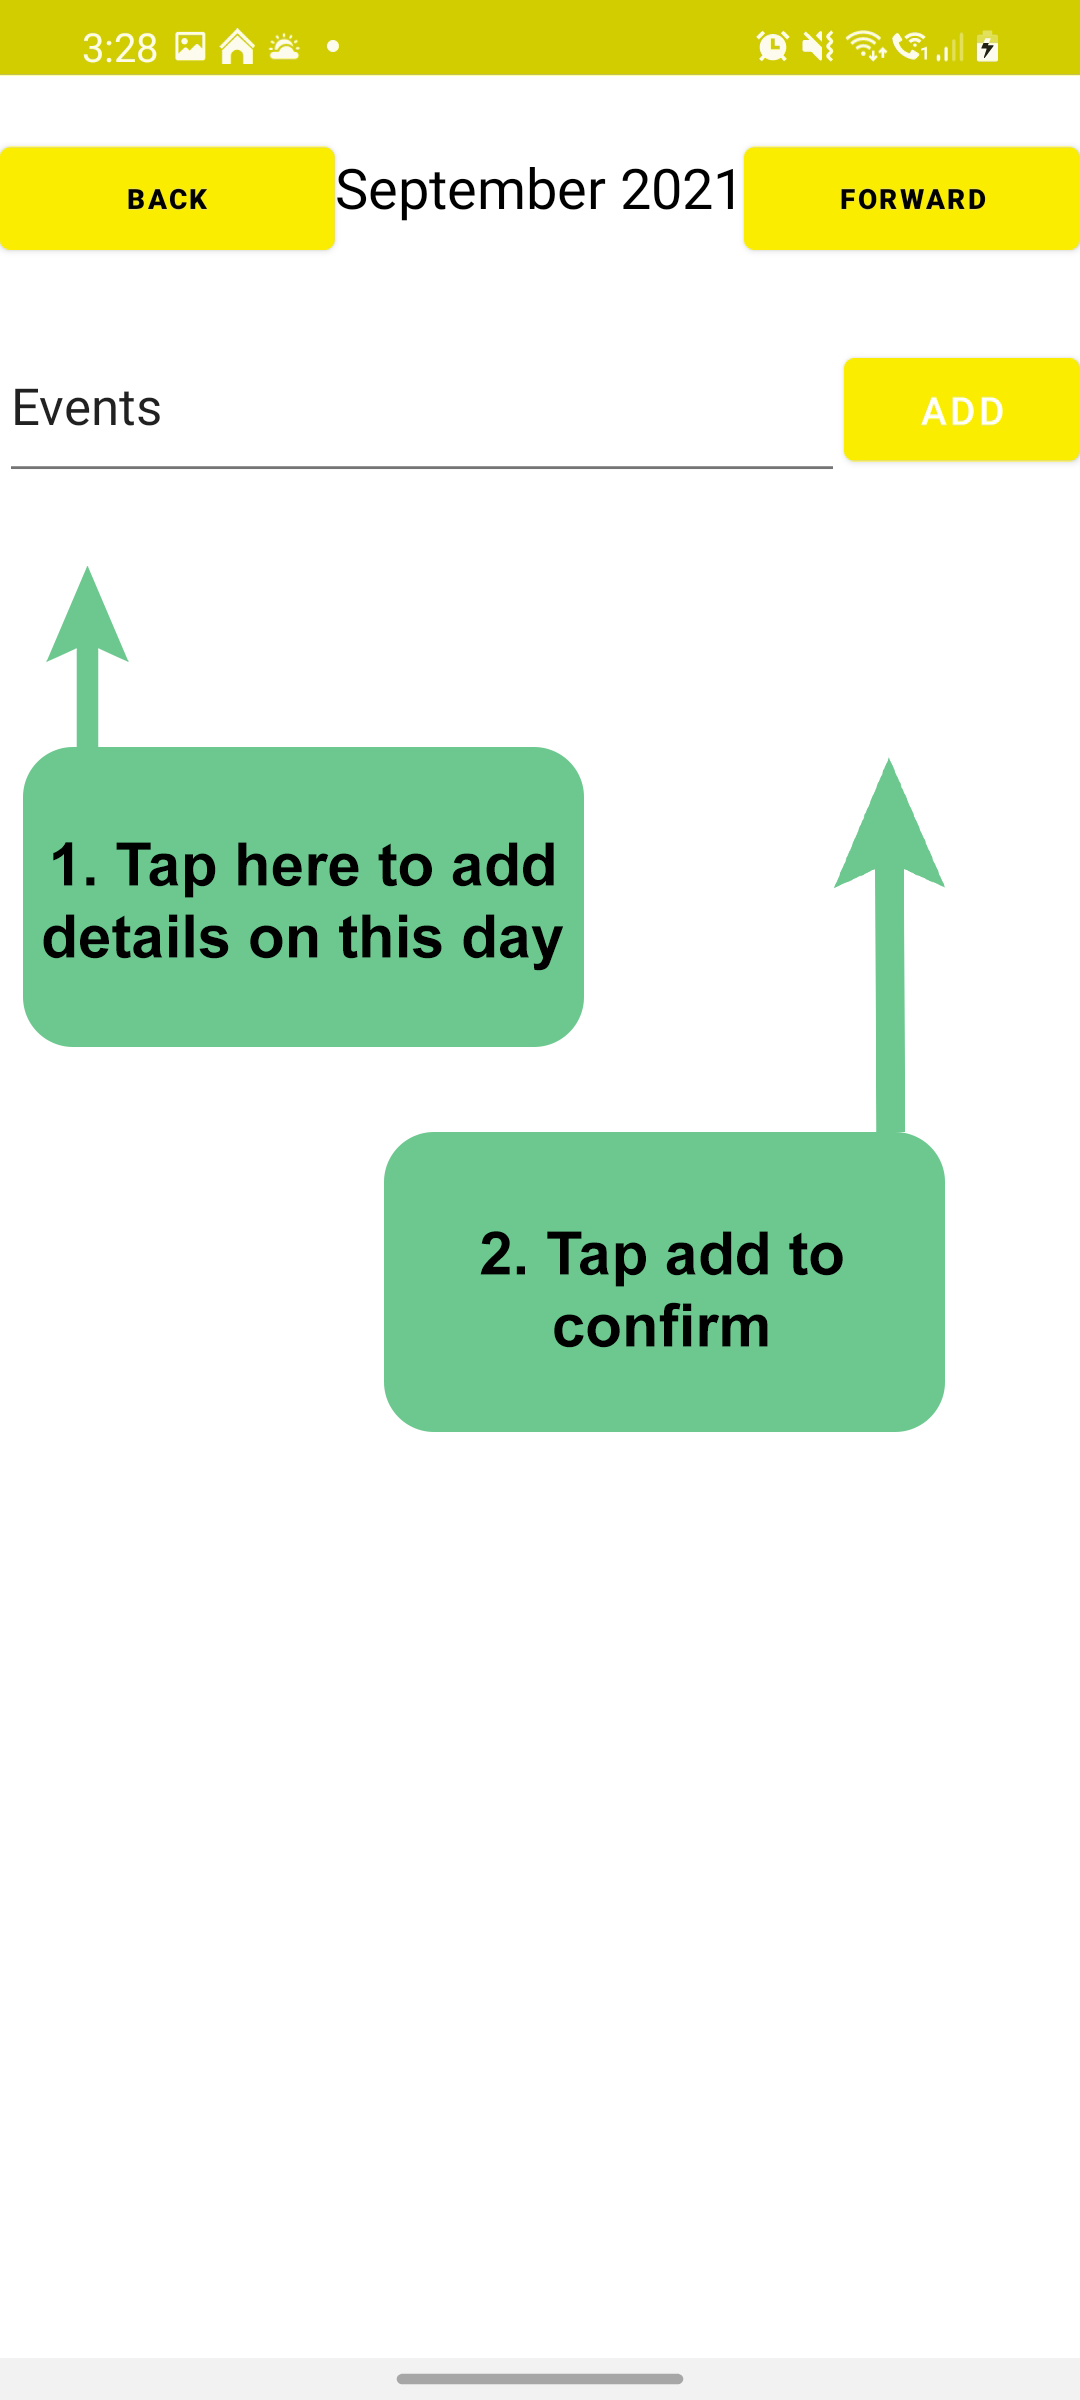 3:28
BACK
September 2021
FORWARD
Events
ADD
1. Tap here to add
details on this day
2. Tap add to
confirm